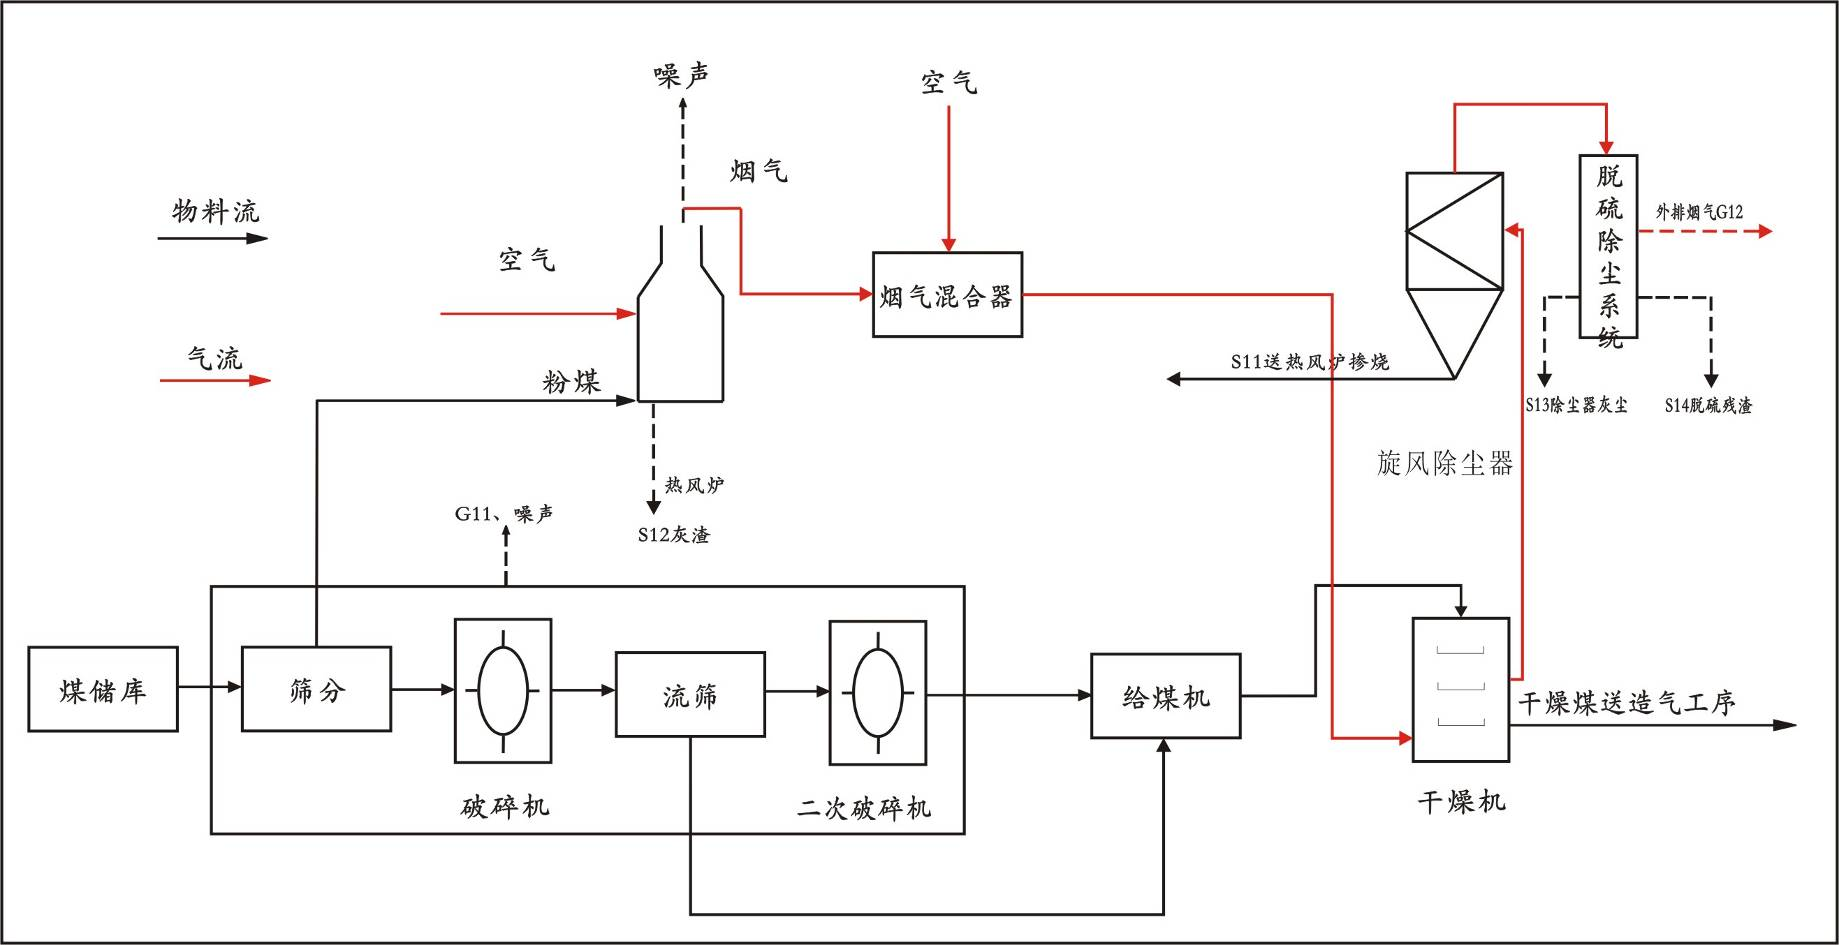 噪声
空气
烟气
物料流
空气
气流
粉煤
烟气混合器
脱硫除尘系统
外排烟气G12
S11送热风炉掺烧
S13除尘器灰尘
S14脱硫残渣
旋风除尘器
热风炉
S12灰渣
G11、噪声
煤储库
筛分
流筛
给煤机
干燥煤送造气工序
破碎机
二次破碎机
干燥机